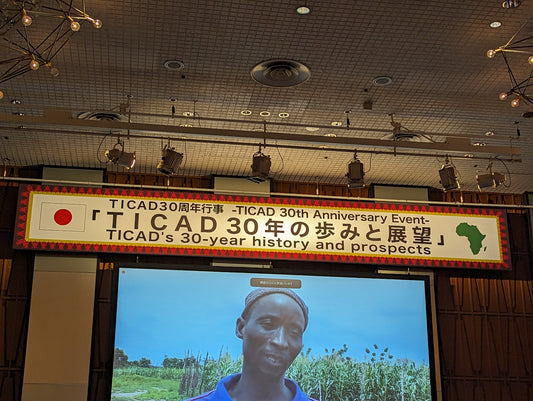 TICAD30周年行事 -TICAD 30th Anniversary Event-
「TICAD 30年の歩みと展望」
TICAD's 30-year history and prospects